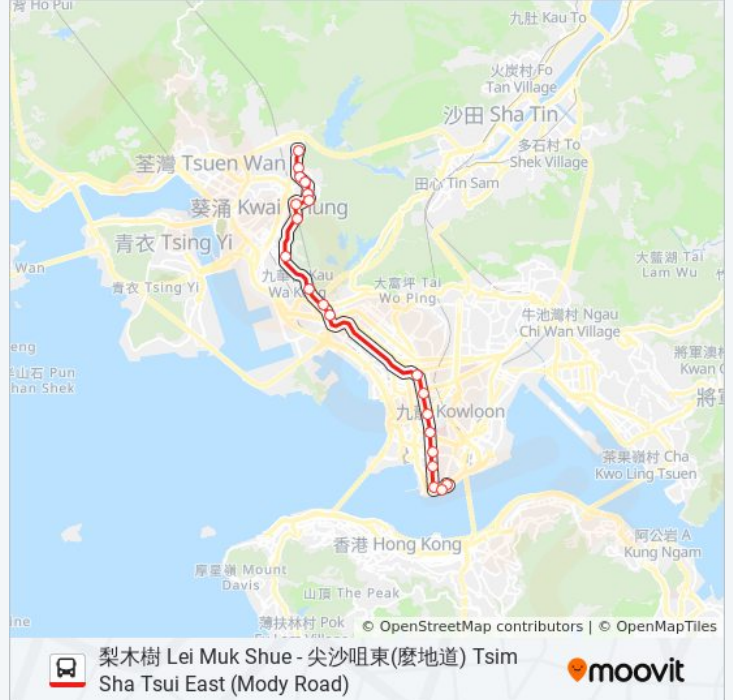 背 Ho Pui
九肚 Kau To
火炭村 Fo
Tan Village
沙田 Sha Tin
多石村 To
Shek Village
荃灣 Tsuen Wan
田心 Tin Sam
葵涌 Kwai Chung
青衣 Tsing Yi
大藍湖 Tai
Lam Wu
Wan
青衣 Tsing Yi
Kau
Wa Keng
大富坪 Tai
Wo Ping
牛池灣村 Ngau
Chi Wan Village
eng
山石 Pun
han Shek
將軍澳
Kwan
將
九龍 Kowloon
茶果嶺村 Cha
Kwo Ling Tsuen
香港 Hong Kong
阿公岩 A
Kung Ngam
摩星嶺 Mount
Davis
山頂 The Peak
ine
薄扶林村 Pok
© OpenStreetMap contributors | © OpenMapTiles
梨木樹 Lei Muk Shue - 尖沙咀東(麼地道) Tsim
Sha Tsui East (Mody Road)
moovit